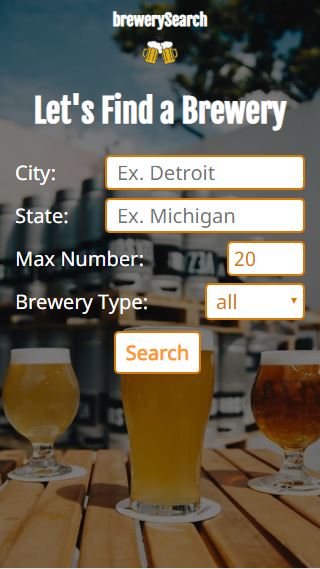 brewerySearch
Let's Find a Brewery
City: Ex. Detroit
State: Ex. Michigan
Max Number: 20
Brewery Type: all
Search